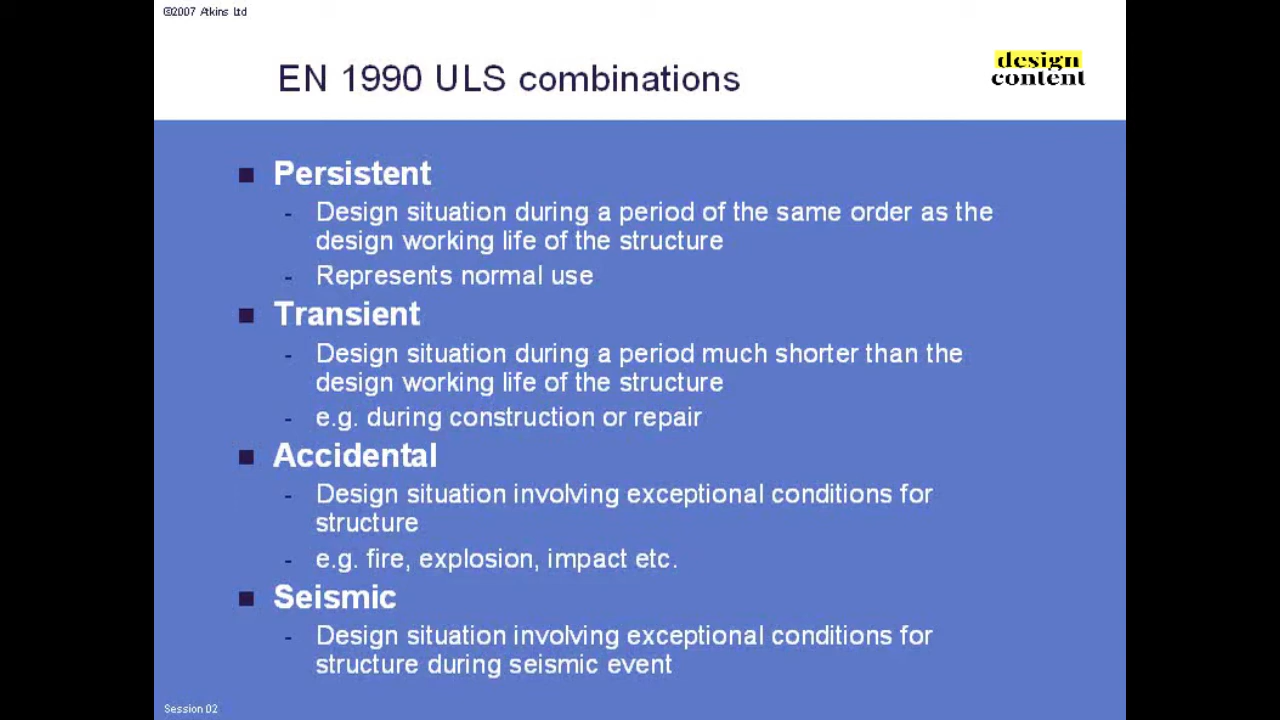 ©2007 Atkins Ltd
EN 1990 ULS combinations
design
content
Persistent
- Design situation during a period of the same order as the
design working life of the structure
- Represents normal use
Transient
- Design situation during a period much shorter than the
design working life of the structure
- e.g. during construction or repair
Accidental
- Design situation involving exceptional conditions for
structure
- e.g. fire, explosion, impact etc.
Seismic
- Design situation involving exceptional conditions for
structure during seismic event
Session 02